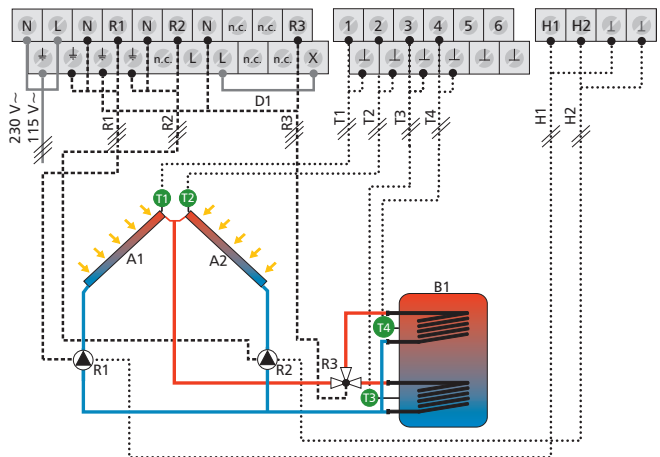 N L N R1 N R2 N n.c. n.c. R3
n.c. L L n.c. n.c. X
1 2 3 4 5 6
H1 H2
D1
230 V~
115 V~
R1
R2
R3
T1
T2
T3
T4
H1
H2
T1 T2
A1 A2
B1
T4
R3
R1 R2
T3